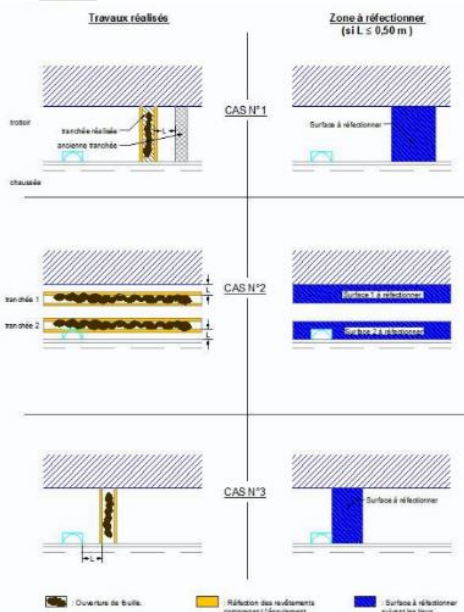 Travaux réalisés
Zone à réfectionner
(si L ≤ 0,50 m )
CAS N°1
trottoir
tranchée réalisée
L
ancienne tranchée
Surface à réfectionner
chaussée
CAS N°2
L
tranchée 1
Surface 1 à réfectionner
tranchée 2
L
Surface 2 à réfectionner
CAS N°3
Surface à réfectionner
L
: Ouverture de fouille.
: Réfection des revêtements
: Surface à réfectionner